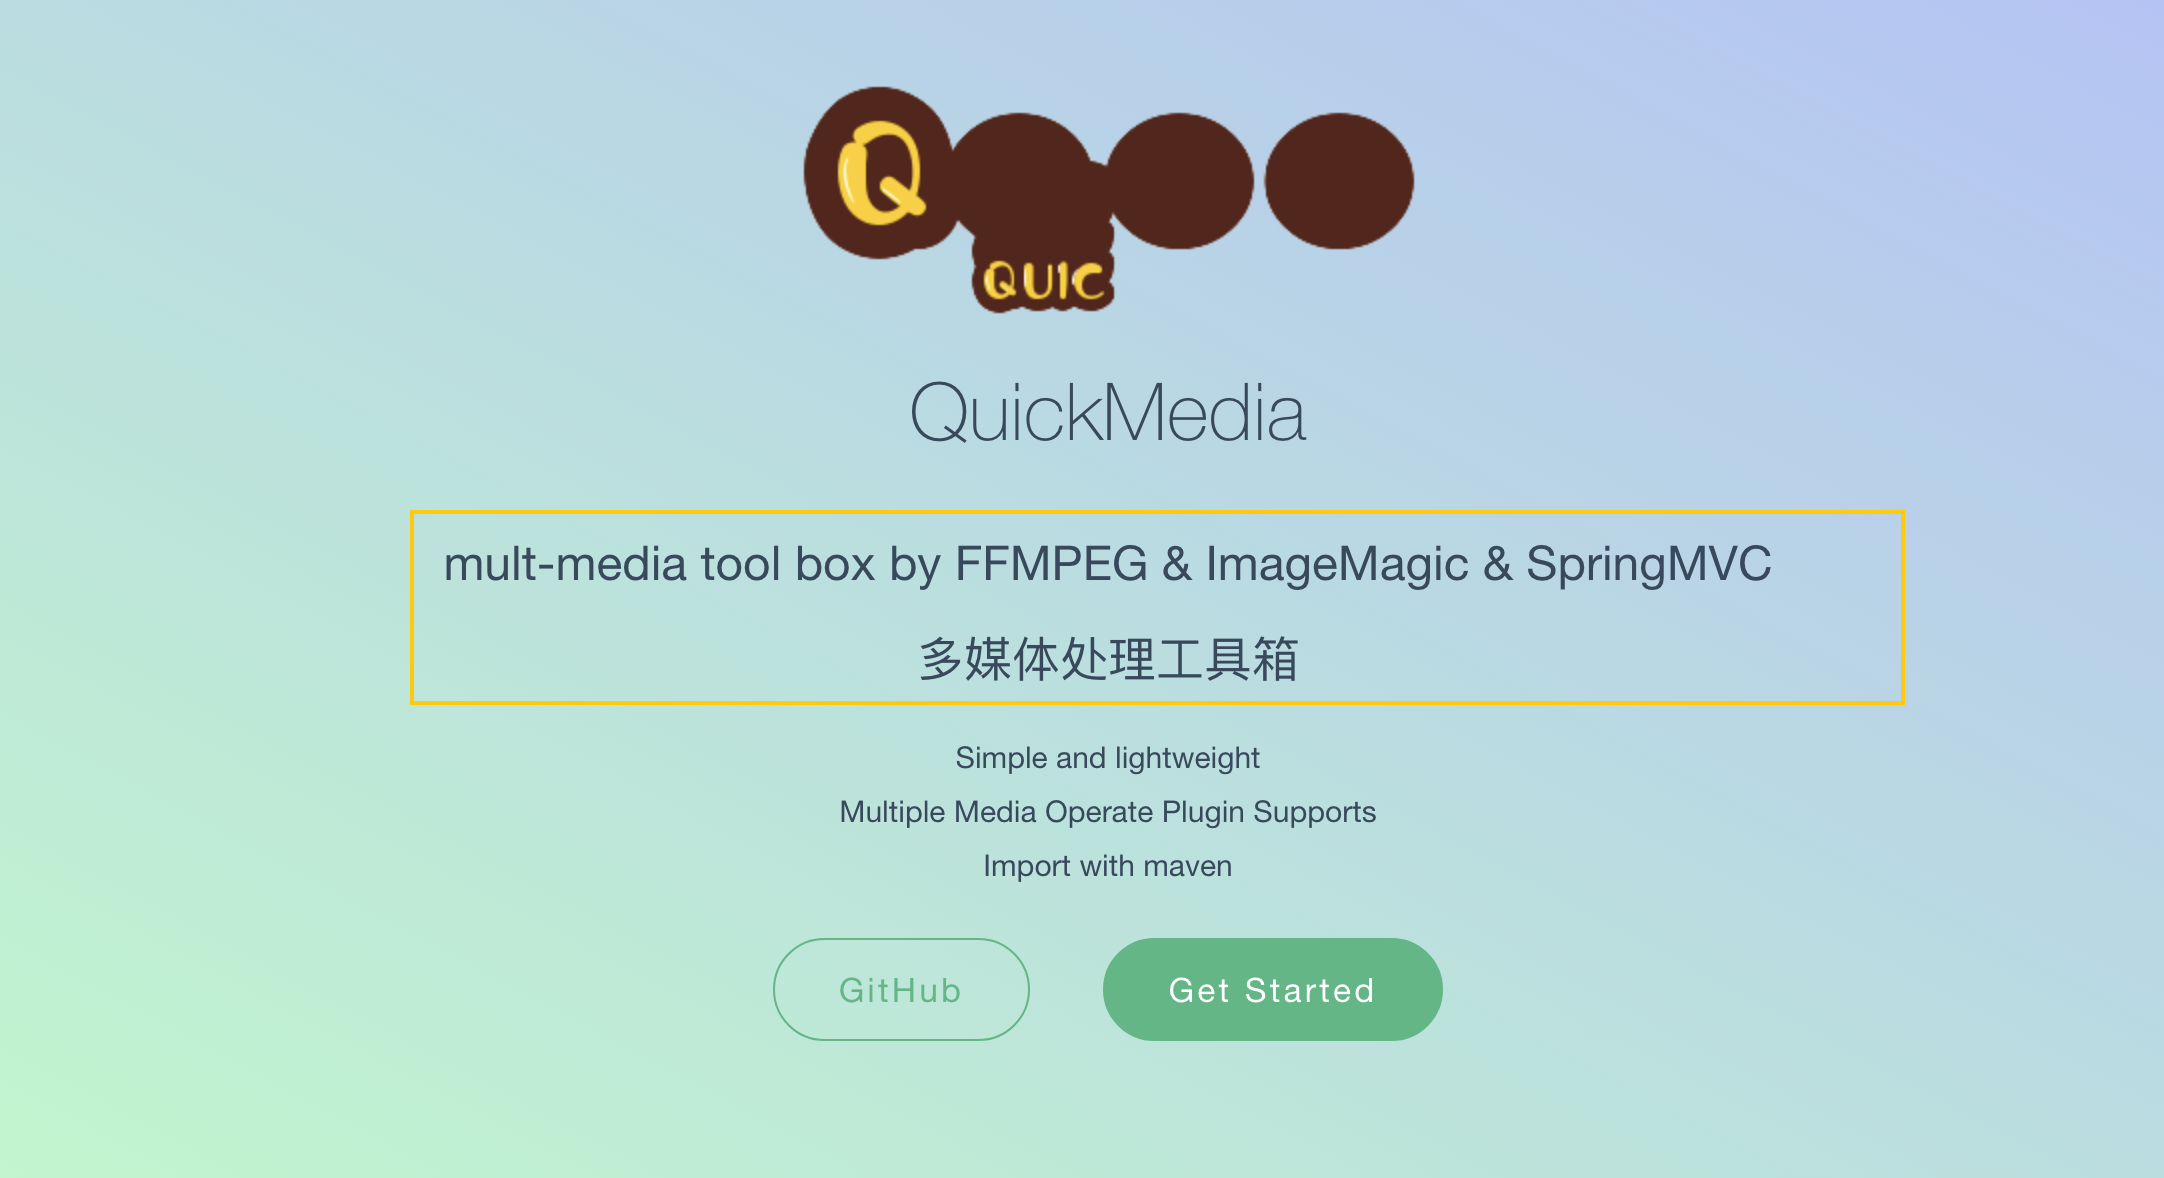 Q
QUIC
QuickMedia
mult-media tool box by FFMPEG & ImageMagic & SpringMVC
多媒体处理工具箱
Simple and lightweight
Multiple Media Operate Plugin Supports
Import with maven
GitHub
Get Started